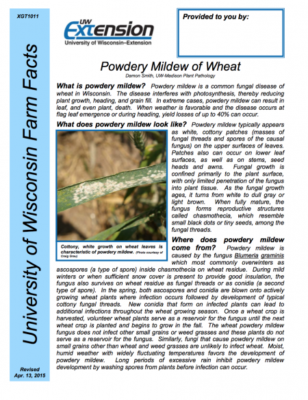 XGT1011
UW
Extension
University of Wisconsin-Extension
Provided to you by:
University of Wisconsin Farm Facts
Revised
Apr. 13, 2015
Powdery Mildew of Wheat
Damon Smith, UW-Madison Plant Pathology
What is powdery mildew? Powdery mildew is a common fungal disease of
wheat in Wisconsin. The disease interferes with photosynthesis, thereby reducing
plant growth, heading, and grain fill. In extreme cases, powdery mildew can result in
leaf, and even plant, death. When weather is favorable and the disease occurs at
flag leaf emergence or during heading, yield losses of up to 40% can occur.
What does powdery mildew look like? Powdery mildew typically appears
as white, cottony patches (masses of
fungal threads and spores of the causal
fungus) on the upper surfaces of leaves.
Patches also can occur on lower leaf
surfaces, as well as on stems, seed
heads and awns. Fungal growth is
confined primarily to the plant surface,
with only limited penetration of the fungus
into plant tissue. As the fungal growth
ages, it turns from white to dull gray or
light brown. When fully mature, the
fungus forms reproductive structures
called chasmothecia, which resemble
small black dots or tiny seeds, among the
fungal threads.
Cottony, white growth on wheat leaves is
characteristic of powdery mildew. (Photo courtesy of
Craig Grau)
Where does powdery mildew
come from? Powdery mildew is
caused by the fungus Blumeria graminis
which most commonly overwinters as
ascospores (a type of spore) inside chasmothecia on wheat residue. During mild
winters or when sufficient snow cover is present to provide good insulation, the
fungus also survives on wheat residue as fungal threads or as conidia (a second
type of spore). In the spring, both ascospores and conidia are blown onto actively
growing wheat plants where infection occurs followed by development of typical
cottony fungal threads. New conidia that form on infected plants can lead to
additional infections throughout the wheat growing season. Once a wheat crop is
harvested, volunteer wheat plants serve as a reservoir for the fungus until the next
wheat crop is planted and begins to grow in the fall. The wheat powdery mildew
fungus does not infect other small grains or weed grasses and these plants do not
serve as a reservoir for the fungus. Similarly, fungi that cause powdery mildew on
small grains other than wheat and weed grasses are unlikely to infect wheat. Moist,
humid weather with widely fluctuating temperatures favors the development of
powdery mildew. Long periods of excessive rain inhibit powdery mildew
development by washing spores from plants before infection can occur.